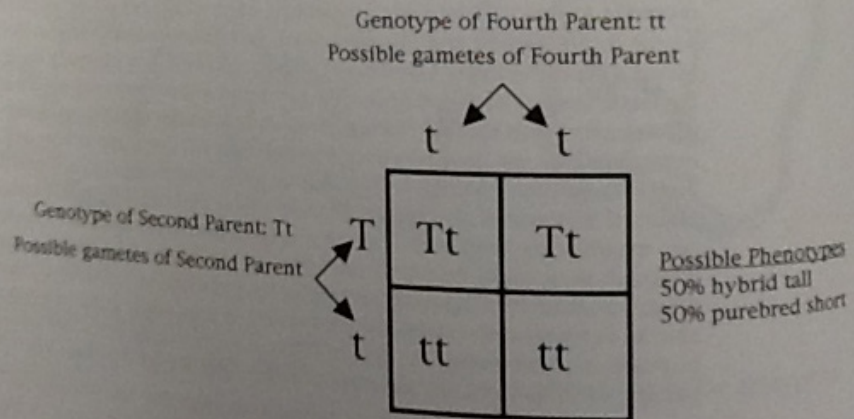 Genotype of Fourth Parent: tt
Possible gametes of Fourth Parent
t t
Genotype of Second Parent: Tt
Possible gametes of Second Parent
T Tt Tt
t tt tt
Possible Phenotypes
50% hybrid tall
50% purebred short